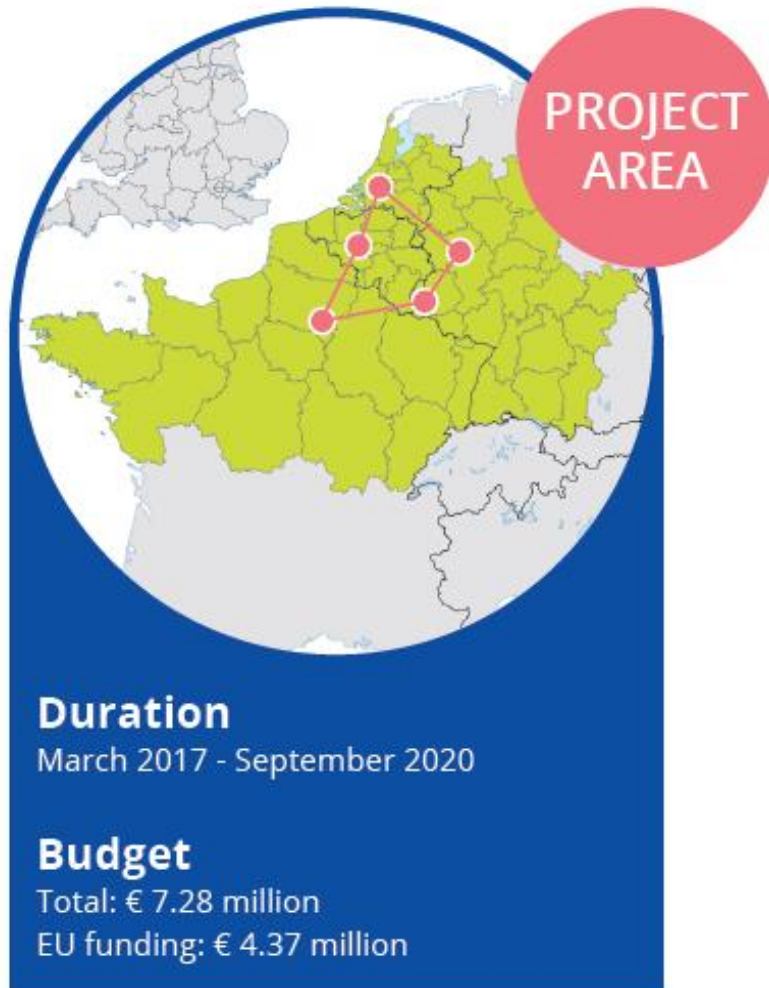 PROJECT
AREA
Duration
March 2017 - September 2020
Budget
Total: € 7.28 million
EU funding: € 4.37 million